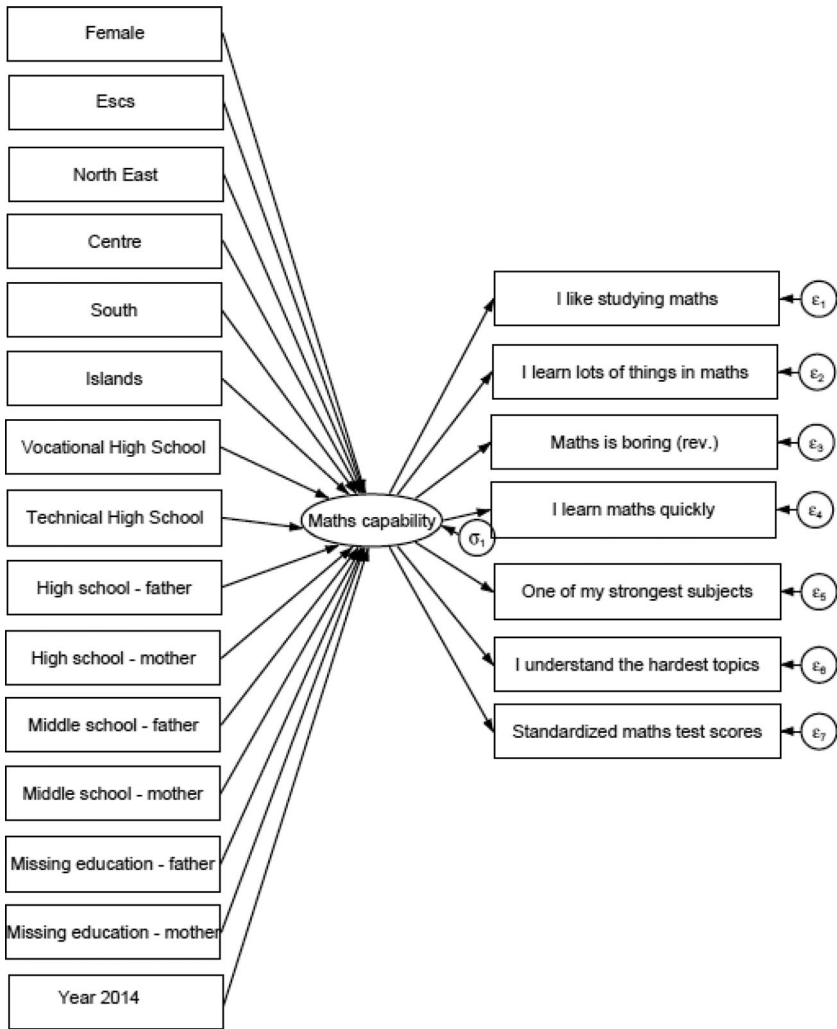 Female
Escs
North East
Centre
South
Islands
Vocational High School
Technical High School
High school - father
High school - mother
Middle school - father
Middle school - mother
Missing education - father
Missing education - mother
Year 2014
Maths capability
σ₁
I like studying maths
ε₁
I learn lots of things in maths
ε₂
Maths is boring (rev.)
ε₃
I learn maths quickly
ε₄
One of my strongest subjects
ε₅
I understand the hardest topics
ε₆
Standardized maths test scores
ε₇